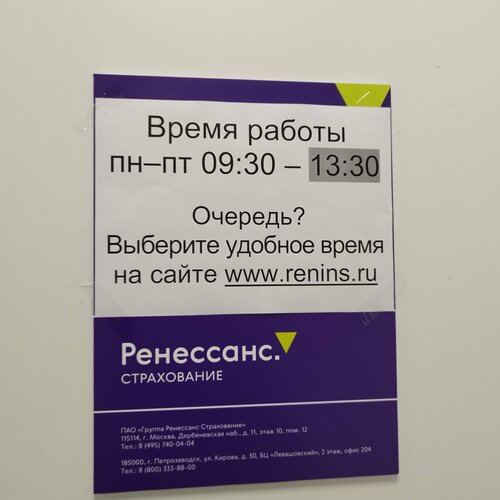 Время работы
пн–пт 09:30 – 13:30
Очередь?
Выберите удобное время
на сайте www.renins.ru
Ренессанс.
СТРАХОВАНИЕ
ПАО «Группа Ренессанс Страхование»
115114, г. Москва, Дербеневская наб., д. 11, этаж 10, пом. 12
Тел.: 8 (495) 740-04-04
185000, г. Петрозаводск, ул. Кирова, д. 30, БЦ «Левашовский», 2 этаж, офис 204
Тел.: 8 (800) 333-88-00